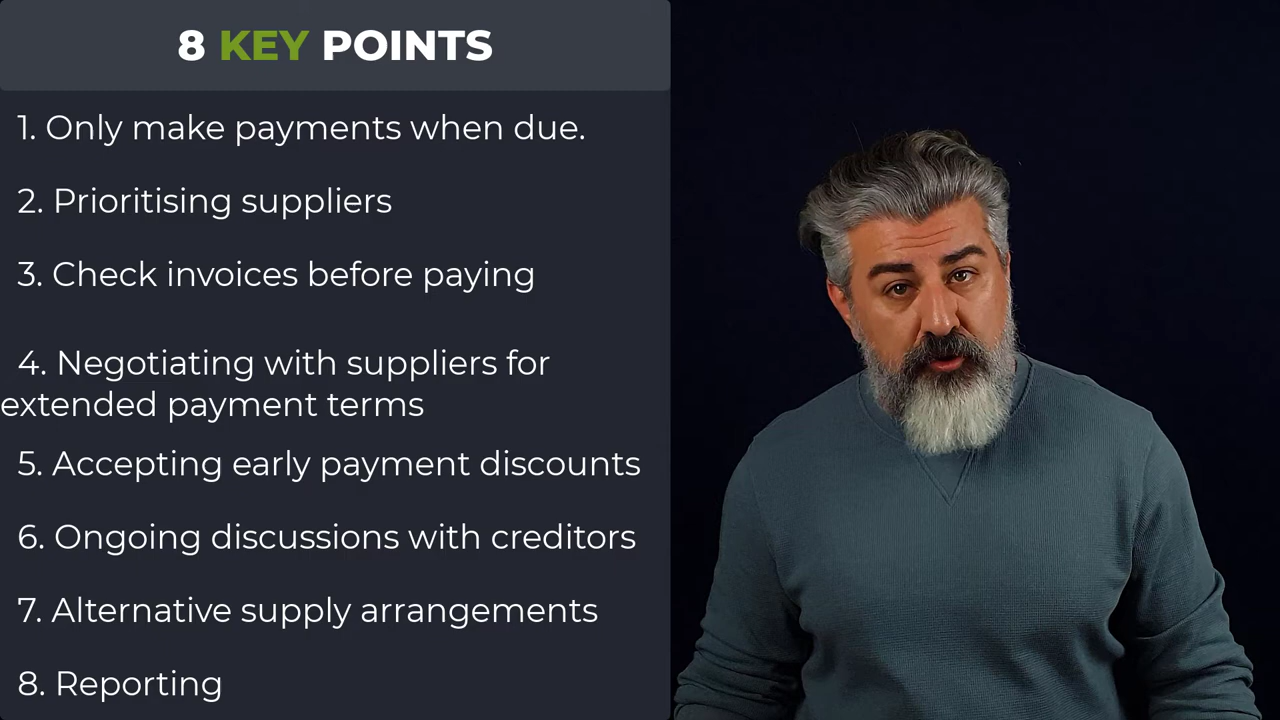 8 KEY POINTS
1. Only make payments when due.
2. Prioritising suppliers
3. Check invoices before paying
4. Negotiating with suppliers for
extended payment terms
5. Accepting early payment discounts
6. Ongoing discussions with creditors
7. Alternative supply arrangements
8. Reporting